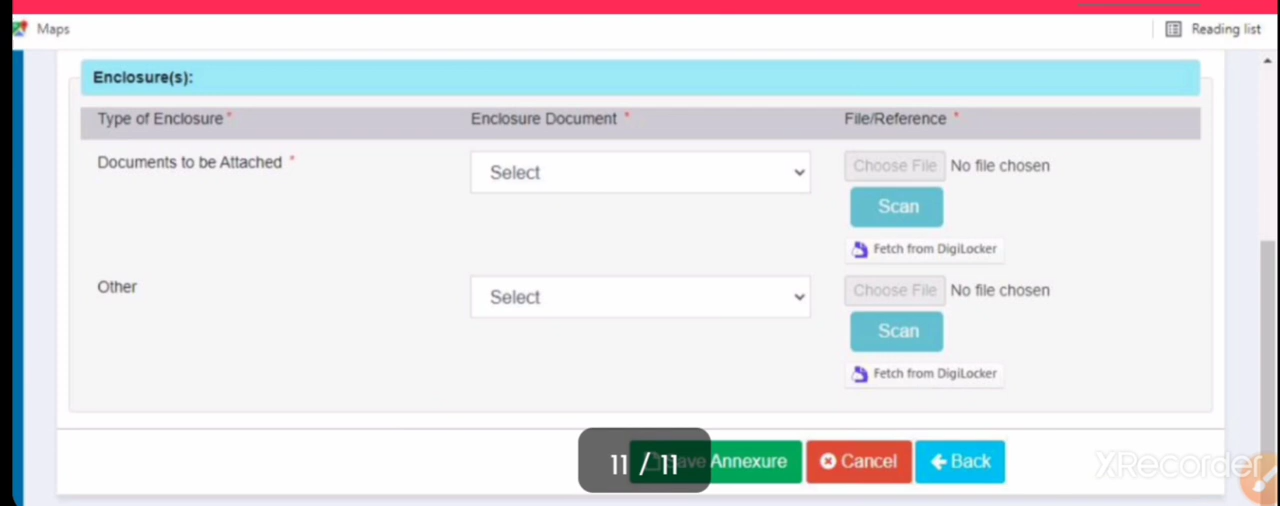 Maps
Reading list
Enclosure(s):
Type of Enclosure * Enclosure Document * File/Reference *
Documents to be Attached * Select Choose File No file chosen
Scan
Fetch from DigiLocker
Other Select Choose File No file chosen
Scan
Fetch from DigiLocker
11 / 11 Annexure Cancel Back
XRecorder